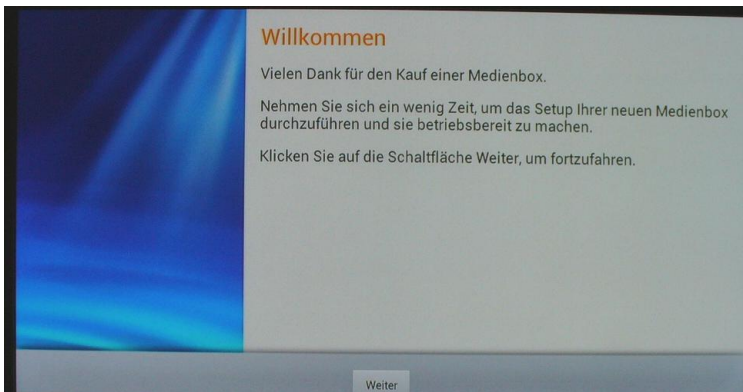 Willkommen
Vielen Dank für den Kauf einer Medienbox.
Nehmen Sie sich ein wenig Zeit, um das Setup Ihrer neuen Medienbox
durchzuführen und sie betriebsbereit zu machen.
Klicken Sie auf die Schaltfläche Weiter, um fortzufahren.
Weiter